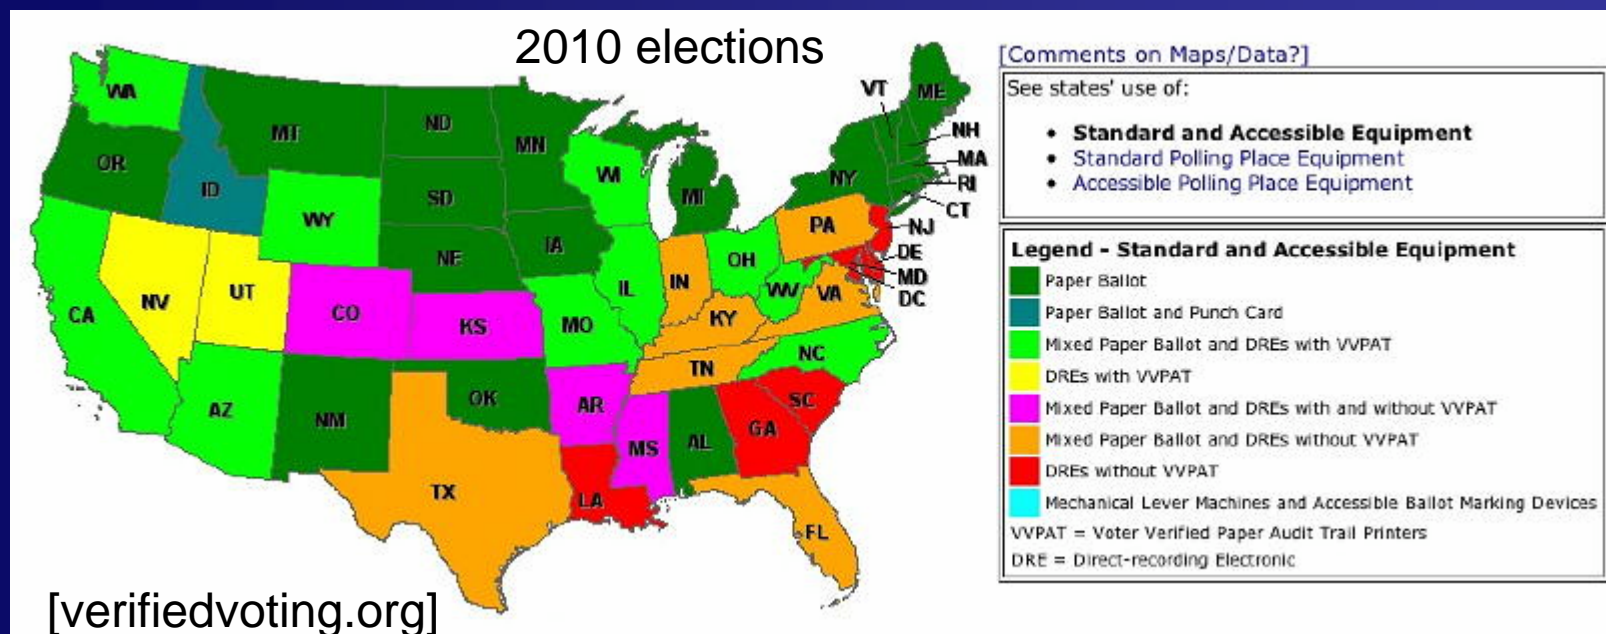 2010 elections
WA
OR
ID
MT
ND
MN
WI
MI
NY
VT
ME
NH
MA
RI
CT
NJ
DE
MD
DC
SD
WY
NE
IA
IL
IN
OH
PA
WV
VA
KY
NV
UT
CO
KS
MO
CA
AZ
NM
OK
AR
TN
NC
SC
GA
AL
MS
LA
TX
FL
[verifiedvoting.org]
[Comments on Maps/Data?]
See states' use of:
• Standard and Accessible Equipment
• Standard Polling Place Equipment
• Accessible Polling Place Equipment
Legend - Standard and Accessible Equipment
Paper Ballot
Paper Ballot and Punch Card
Mixed Paper Ballot and DREs with VVPAT
DREs with VVPAT
Mixed Paper Ballot and DREs with and without VVPAT
Mixed Paper Ballot and DREs without VVPAT
DREs without VVPAT
Mechanical Lever Machines and Accessible Ballot Marking Devices
VVPAT = Voter Verified Paper Audit Trail Printers
DRE = Direct-recording Electronic